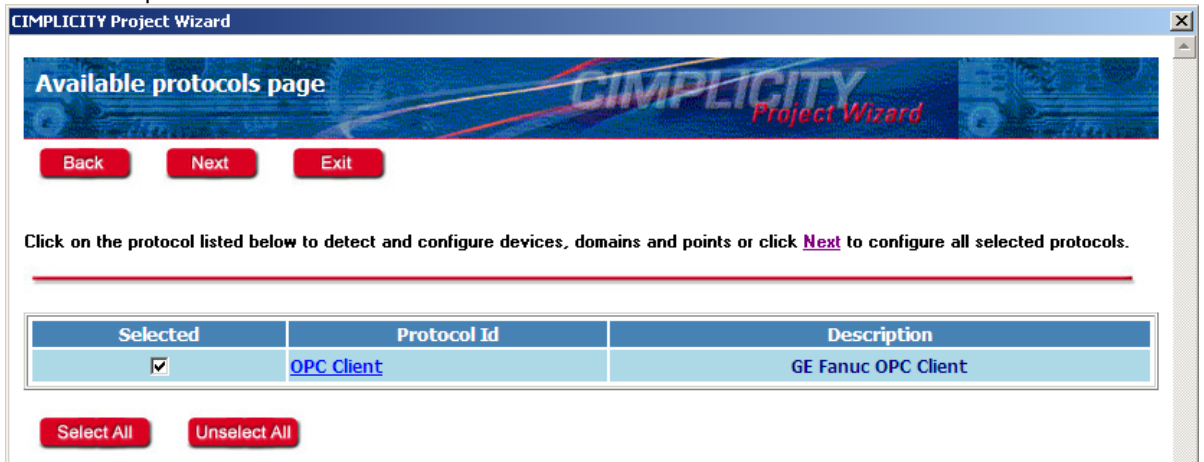 CIMPLICITY Project Wizard
Available protocols page
CIMPLICITY
Project Wizard
Back Next Exit
Click on the protocol listed below to detect and configure devices, domains and points or click Next to configure all selected protocols.
Selected Protocol Id Description
OPC Client GE Fanuc OPC Client
Select All Unselect All